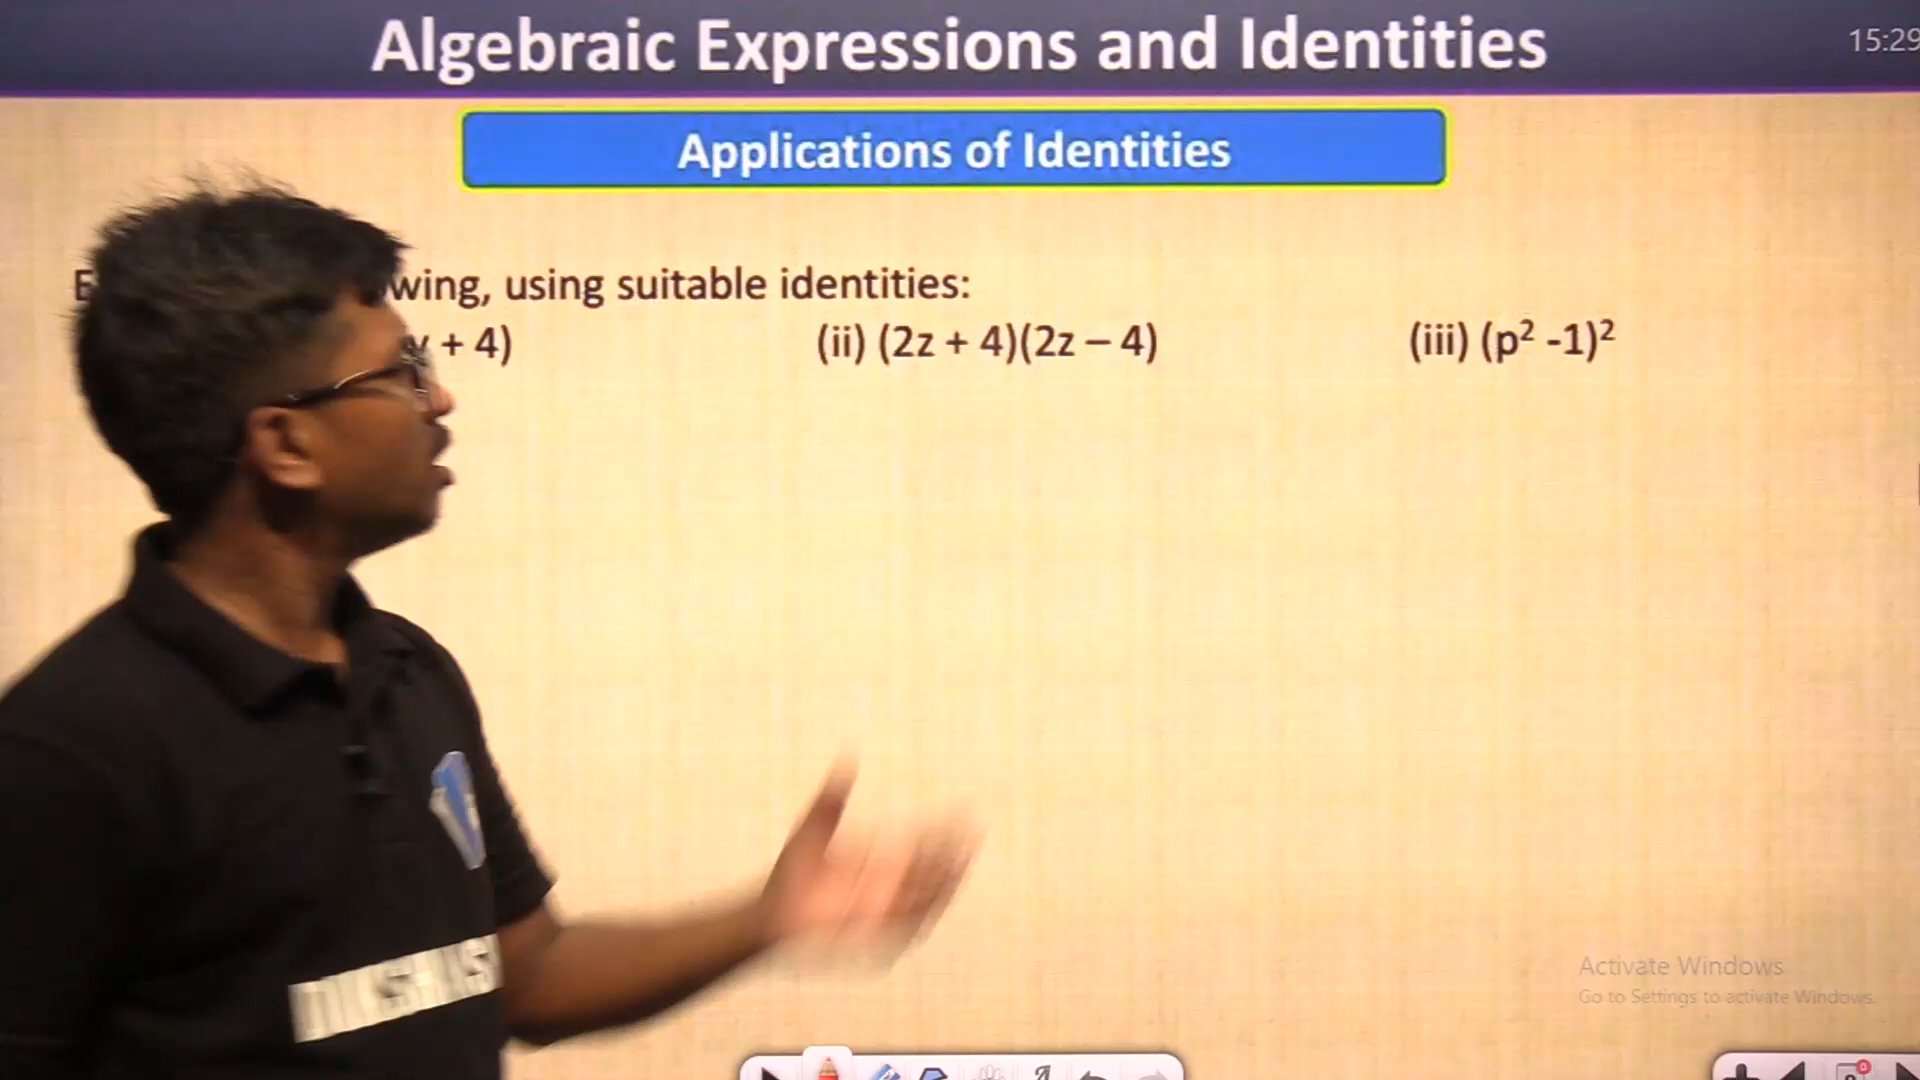 Algebraic Expressions and Identities
15:29
Applications of Identities
wing, using suitable identities:
+ 4)
(ii) (2z + 4)(2z – 4)
(iii) (p² -1)²
Activate Windows
Go to Settings to activate Windows.